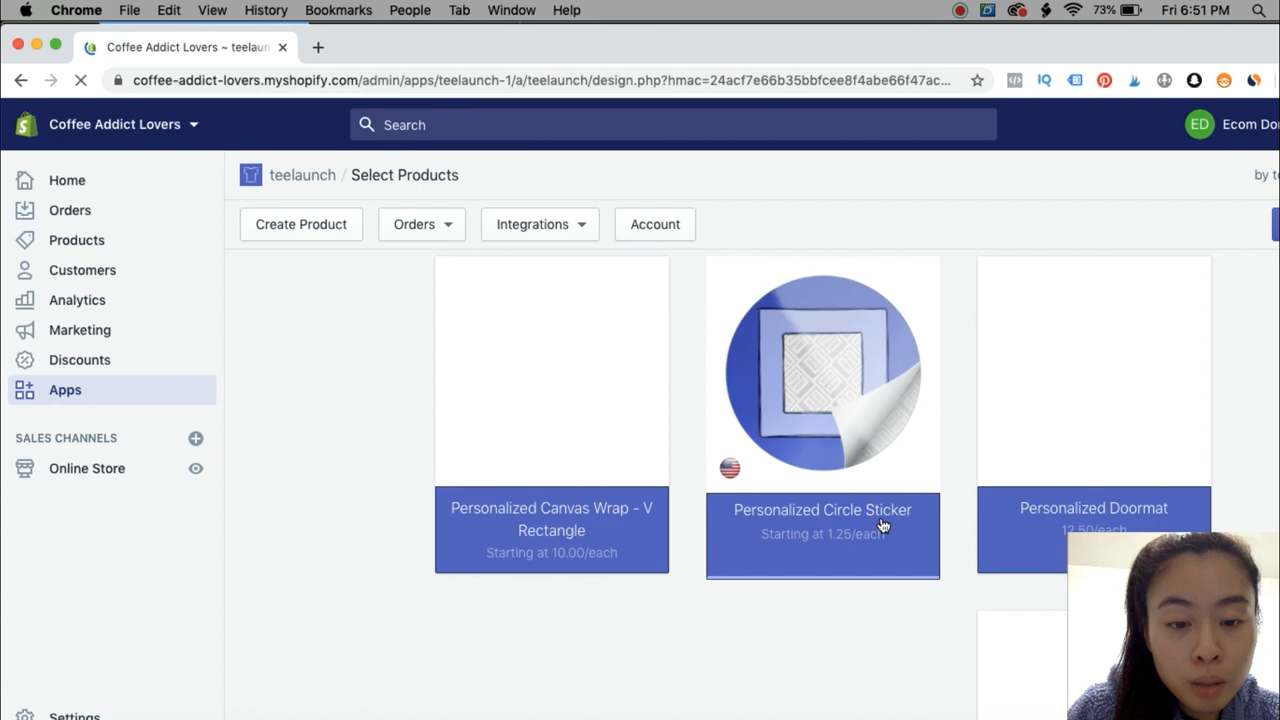 Chrome File Edit View History Bookmarks People Tab Window Help 73% Fri 6:51 PM
Coffee Addict Lovers ~ teelaun
coffee-addict-lovers.myshopify.com/admin/apps/teelaunch-1/a/teelaunch/design.php?hmac=24acf7e66b35bbfcee8f4abe66f47ac...
Coffee Addict Lovers Search ED Ecom Do
teelaunch / Select Products by t
Create Product Orders Integrations Account
Home
Orders
Products
Customers
Analytics
Marketing
Discounts
Apps
SALES CHANNELS
Online Store
Settings
Personalized Canvas Wrap - V
Rectangle
Starting at 10.00/each
Personalized Circle Sticker
Starting at 1.25/each
Personalized Doormat
12.50/each